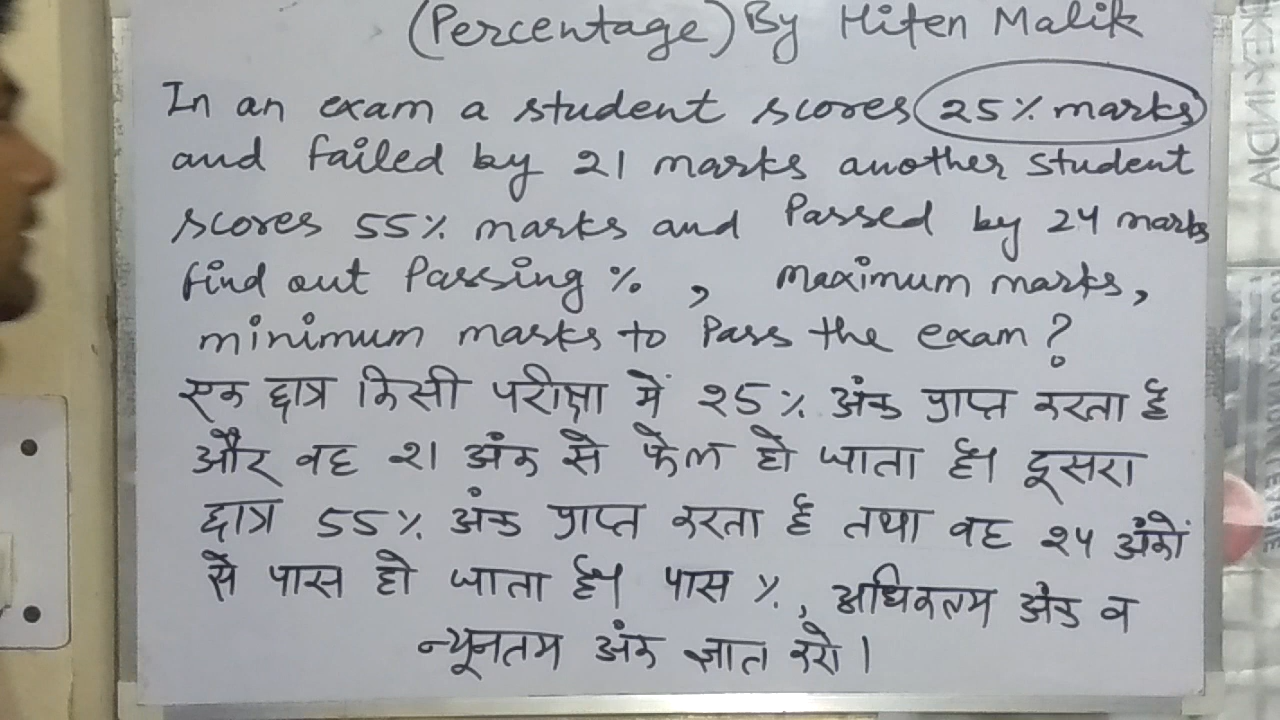 (Percentage) By Hiten Malik
In an exam a student scores 25% marks
and failed by 21 marks another student
scores 55% marks and Passed by 24 marks
find out Passing % , maximum marks,
minimum marks to Pass the exam?
एक छात्र किसी परीक्षा में 25% अंक प्राप्त करता है
और वह 21 अंक से फेल हो जाता है। दूसरा
छात्र 55% अंक प्राप्त करता है तथा वह 24 अंकों
से पास हो जाता है। पास %, अधिकतम अंक व
न्यूनतम अंक ज्ञात करो।
INDIA